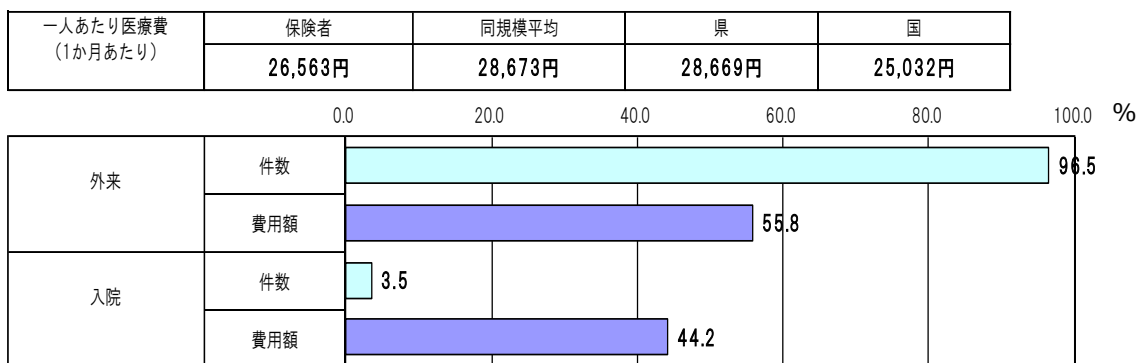 一人あたり医療費
（1か月あたり）
保険者 同規模平均 県 国
26,563円 28,673円 28,669円 25,032円
0.0 20.0 40.0 60.0 80.0 100.0 %
外来
件数
96.5
費用額
55.8
入院
件数
3.5
費用額
44.2